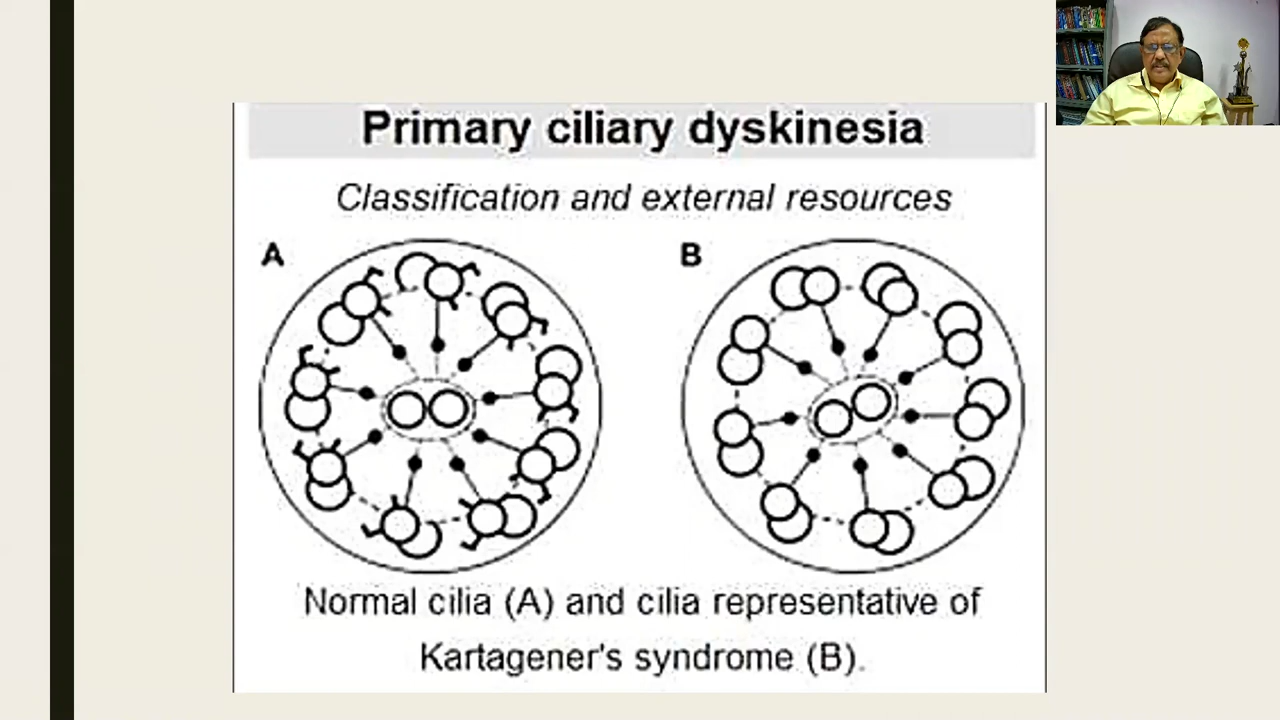 Primary ciliary dyskinesia
Classification and external resources
A
B
Normal cilia (A) and cilia representative of
Kartagener's syndrome (B).